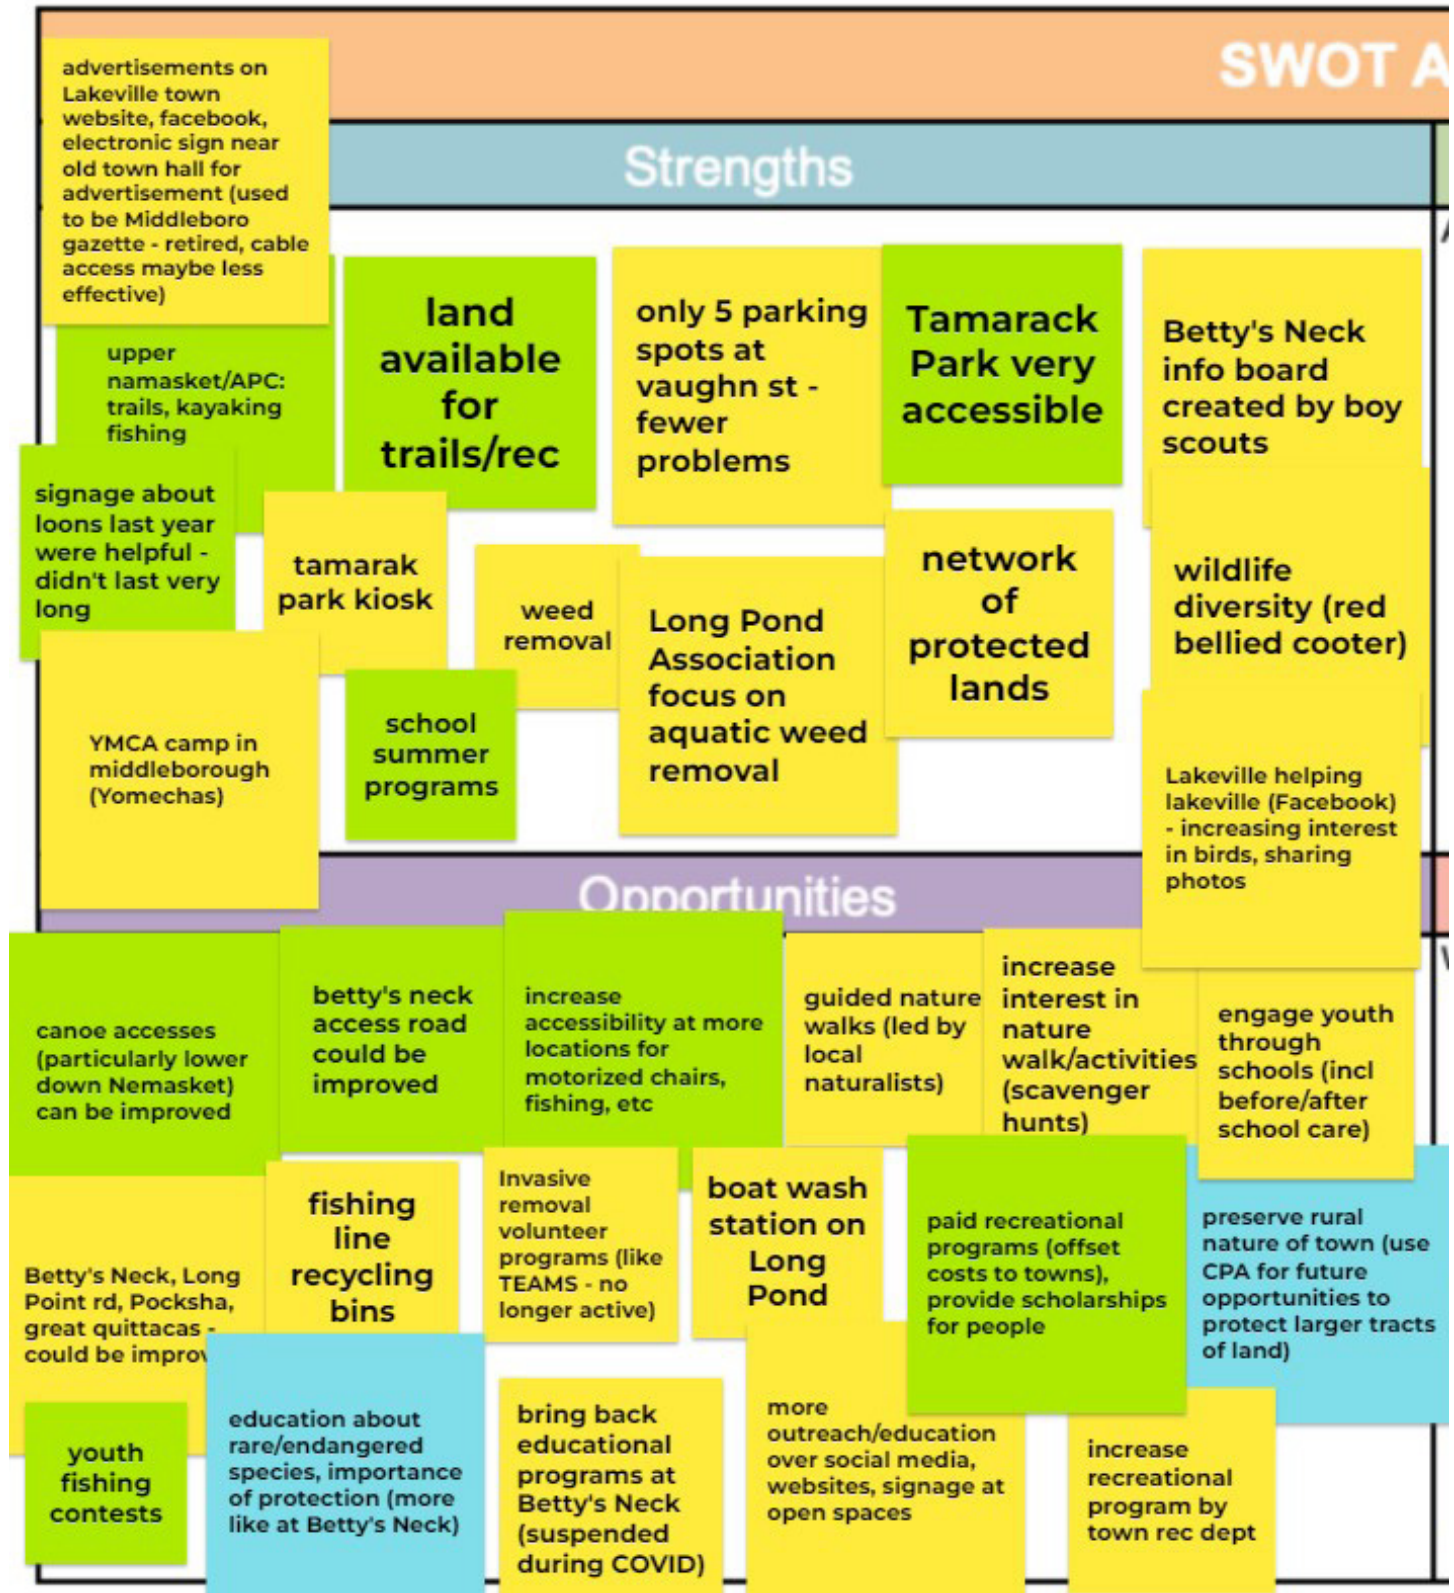 SWOT A
advertisements on
Lakeville town
website, facebook,
electronic sign near
old town hall for
advertisement (used
to be Middleboro
gazette - retired, cable
access maybe less
effective)
Strengths
upper
namasket/APC:
trails, kayaking
fishing
land
available
for
trails/rec
only 5 parking
spots at
vaughn st -
fewer
problems
Tamarack
Park very
accessible
Betty's Neck
info board
created by boy
scouts
signage about
loons last year
were helpful -
didn't last very
long
tamarak
park kiosk
weed
removal
Long Pond
Association
focus on
aquatic weed
removal
network
of
protected
lands
wildlife
diversity (red
bellied cooter)
YMCA camp in
middleborough
(Yomechas)
school
summer
programs
Lakeville helping
lakeville (Facebook)
- increasing interest
in birds, sharing
photos
Opportunities
canoe accesses
(particularly lower
down Nemasket)
can be improved
betty's neck
access road
could be
improved
increase
accessibility at more
locations for
motorized chairs,
fishing, etc
guided nature
walks (led by
local
naturalists)
increase
interest in
nature
walk/activities
(scavenger
hunts)
engage youth
through
schools (incl
before/after
school care)
Betty's Neck, Long
Point rd, Pocksha,
great quittacas -
could be improv
fishing
line
recycling
bins
Invasive
removal
volunteer
programs (like
TEAMS - no
longer active)
boat wash
station on
Long
Pond
paid recreational
programs (offset
costs to towns),
provide scholarships
for people
preserve rural
nature of town (use
CPA for future
opportunities to
protect larger tracts
of land)
youth
fishing
contests
education about
rare/endangered
species, importance
of protection (more
like at Betty's Neck)
bring back
educational
programs at
Betty's Neck
(suspended
during COVID)
more
outreach/education
over social media,
websites, signage at
open spaces
increase
recreational
program by
town rec dept